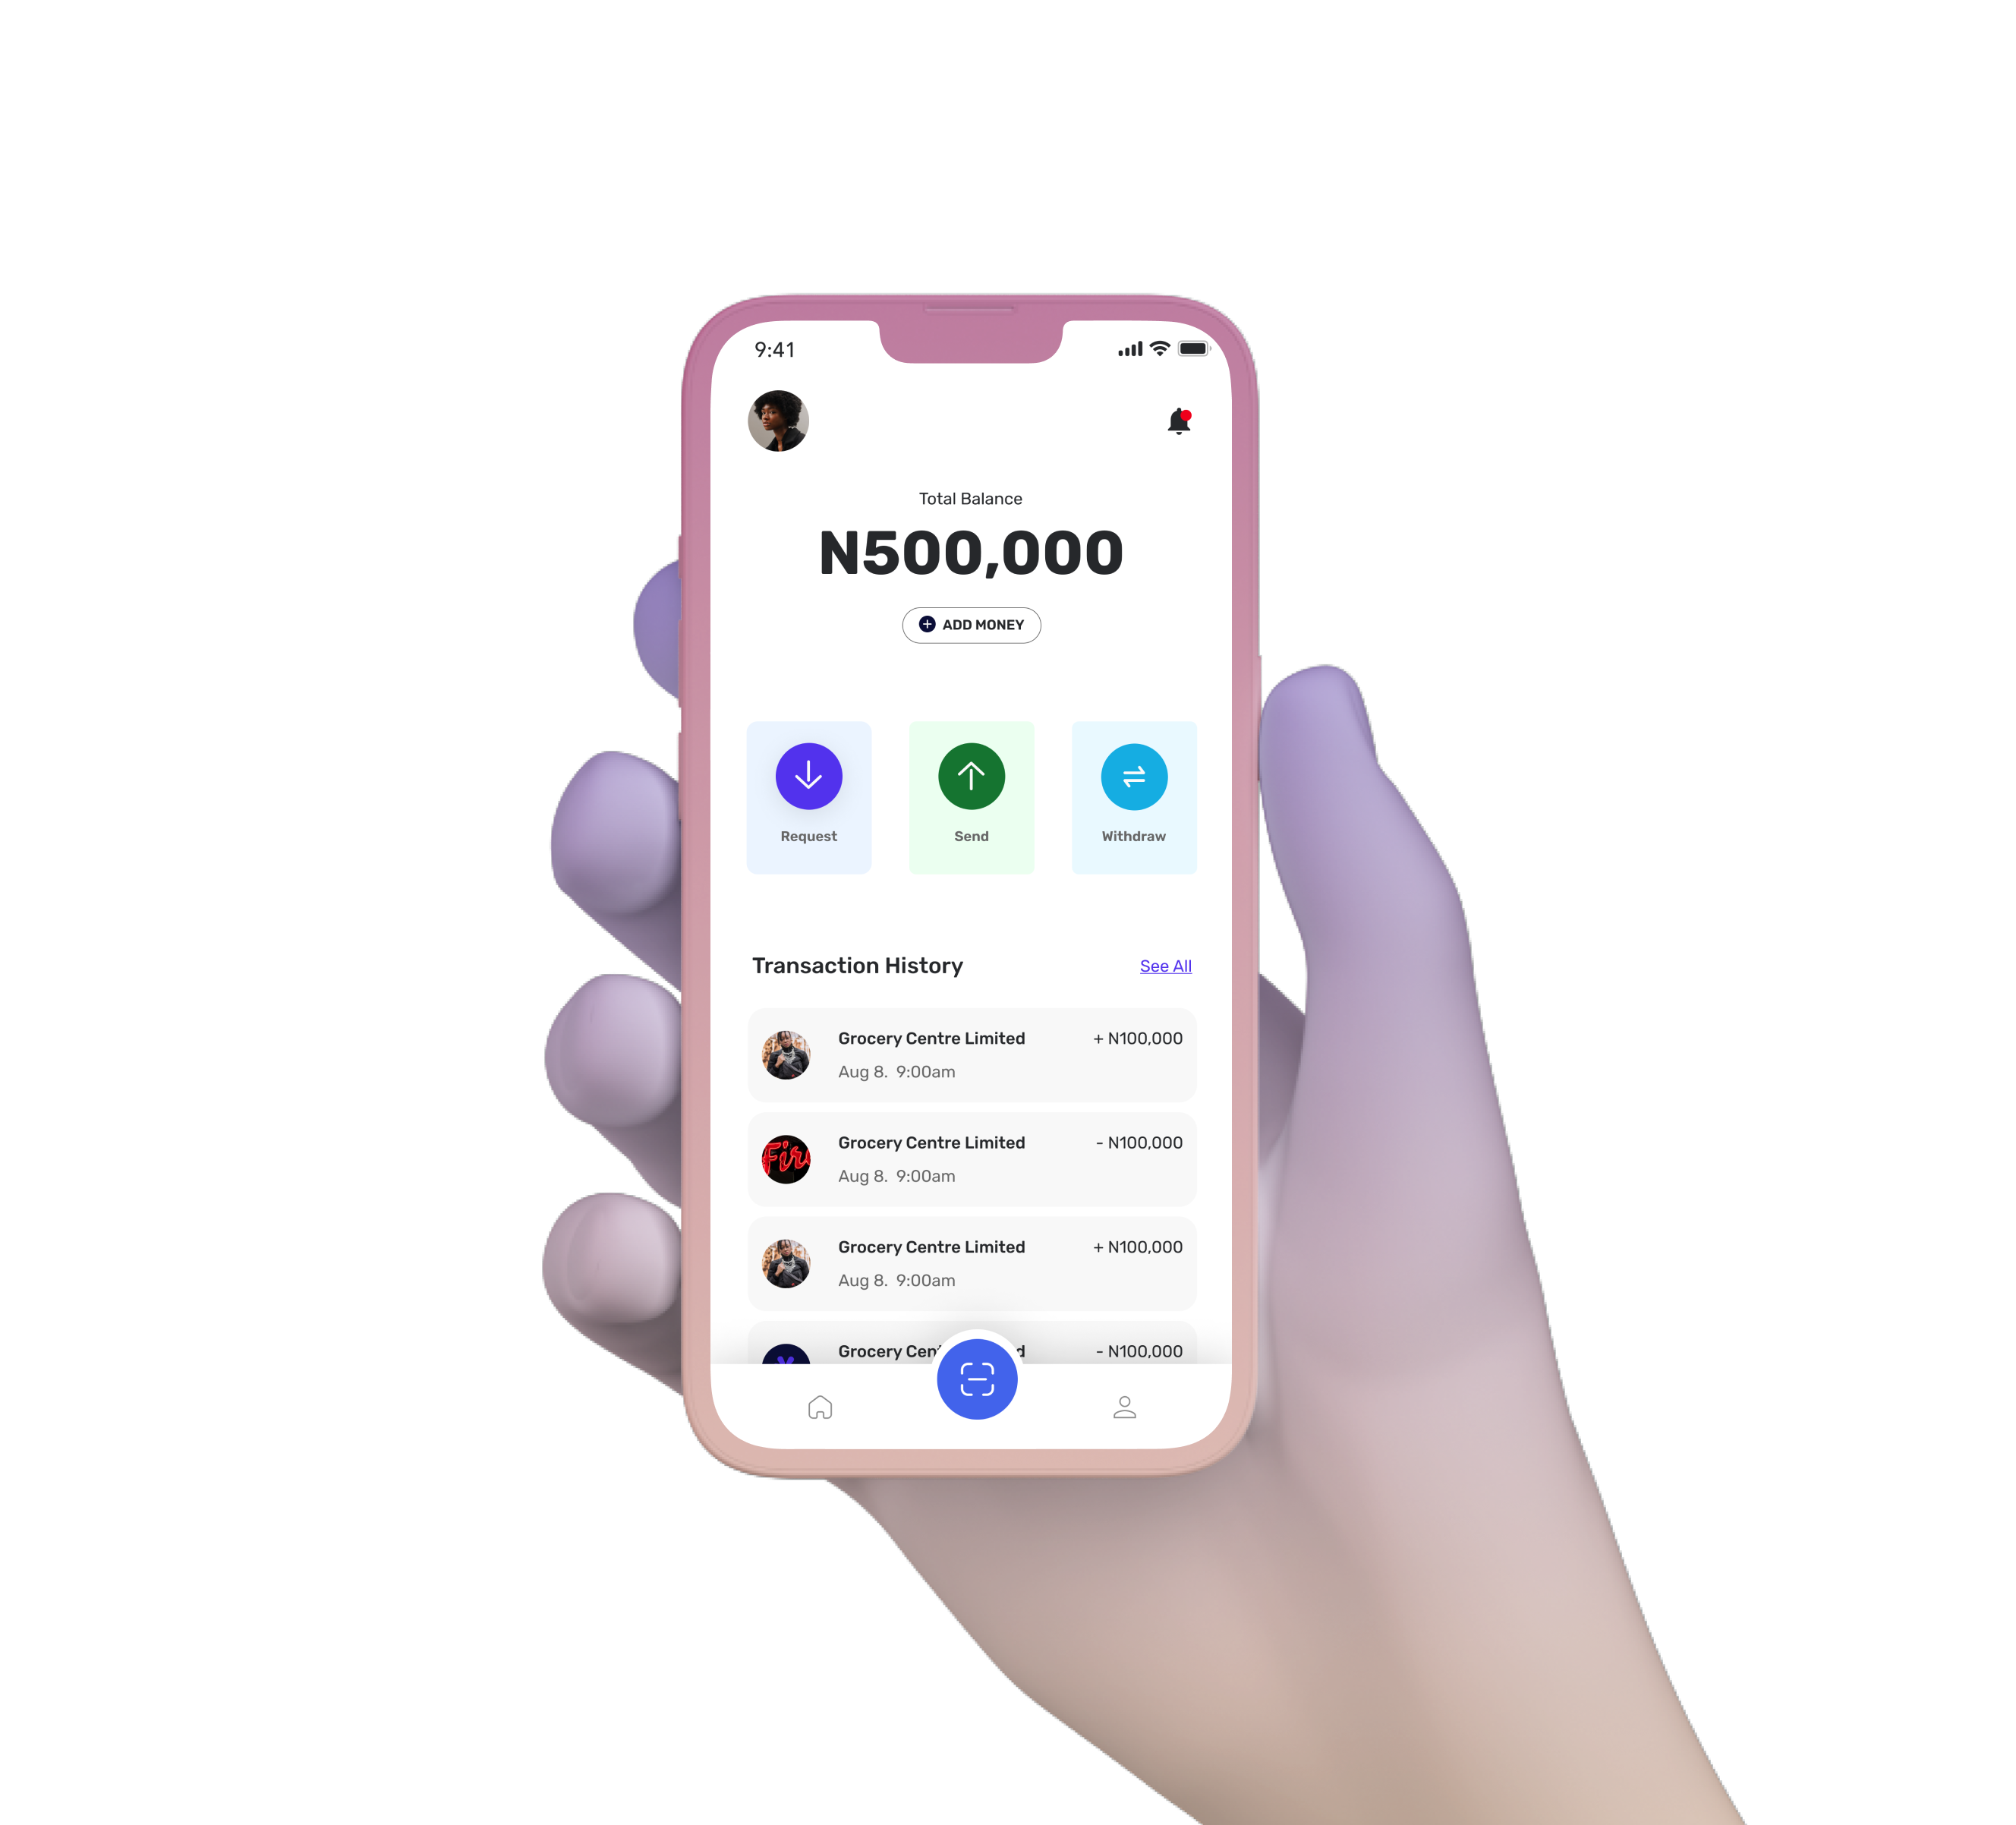 9:41
Total Balance
N500,000
ADD MONEY
Request
Send
Withdraw
Transaction History
See All
Grocery Centre Limited
+ N100,000
Aug 8. 9:00am
Fir
Grocery Centre Limited
- N100,000
Aug 8. 9:00am
Grocery Centre Limited
+ N100,000
Aug 8. 9:00am
Grocery
- N100,000